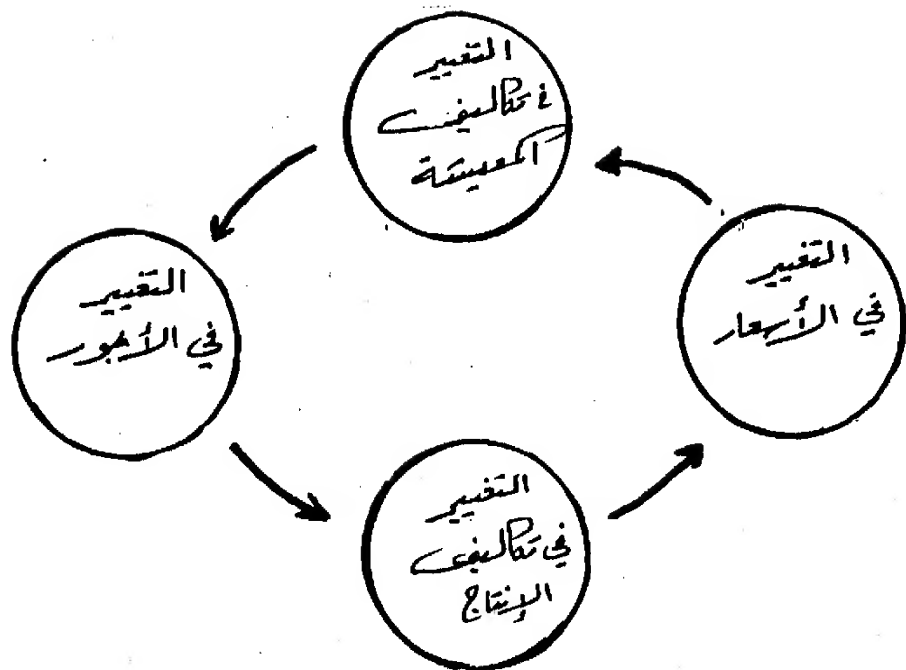 التغيير
في تكاليف
المعيشة
التغيير
في الأسعار
التغيير
في الأجور
التغيير
في تكاليف
الإنتاج